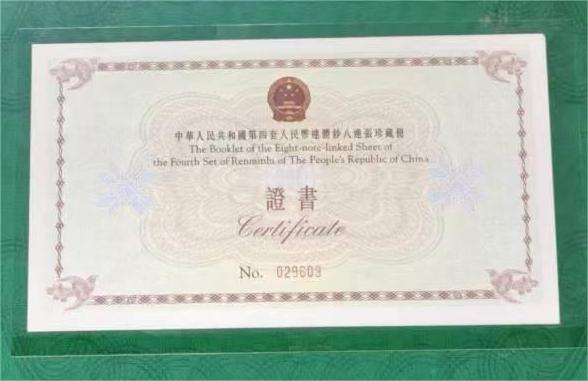 中華人民共和國第四套人民幣連體鈔八連張珍藏冊
The Booklet of the Eight-note-linked Sheet of
the Fourth Set of Renminbs of The People's Republic of China
證書
Certificate
No. 029609